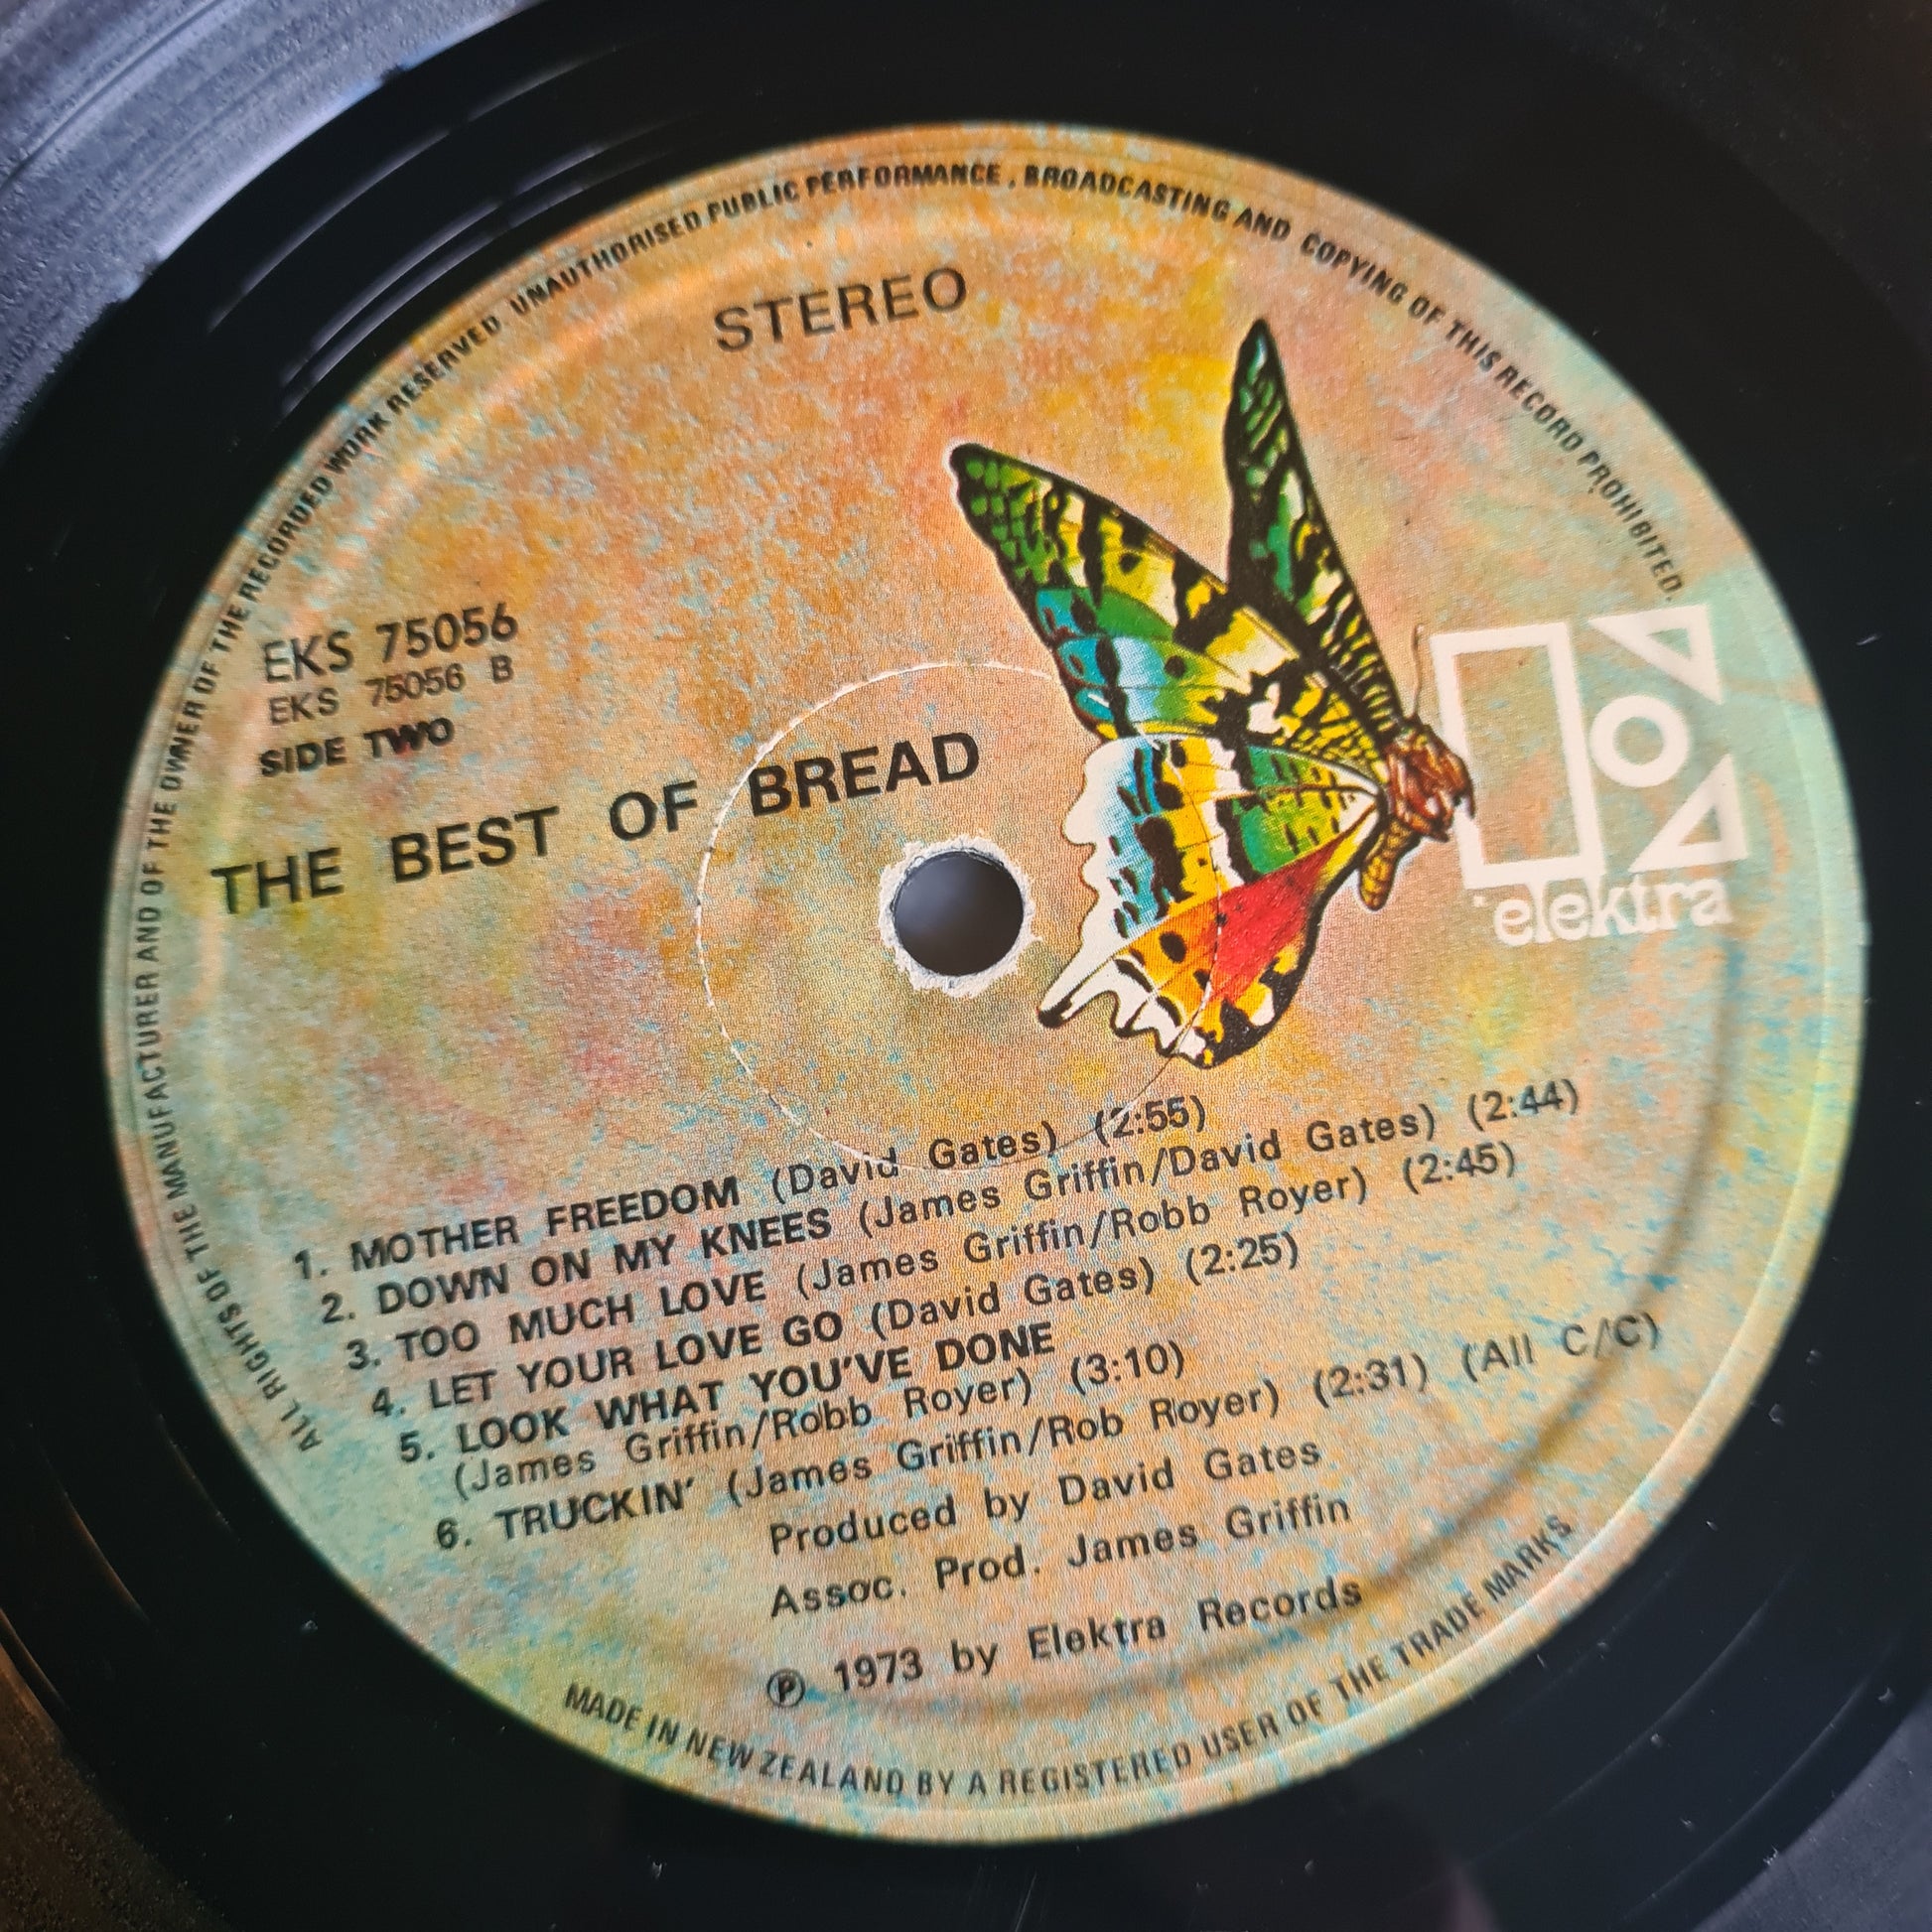 ALL RIGHTS OF THE MANUFACTURER AND OF THE OWNER OF THE RECORDED WORK RESERVED UNAUTHORISED PUBLIC PERFORMANCE, BROADCASTING AND COPYING OF THIS RECORD PROHIBITED.
STEREO
EKS 75056
EKS 75056 B
SIDE TWO
THE BEST OF BREAD
elektra
1. MOTHER FREEDOM (David Gates) (2:55)
2. DOWN ON MY KNEES (James Griffin/David Gates) (2:44)
3. TOO MUCH LOVE (James Griffin/Robb Royer) (2:45)
4. LET YOUR LOVE GO (David Gates) (2:25)
5. LOOK WHAT YOU'VE DONE
(James Griffin/Robb Royer) (3:10)
6. TRUCKIN' (James Griffin/Rob Royer) (2:31) (All C/C)
Produced by David Gates
Assoc. Prod. James Griffin
℗ 1973 by Elektra Records
MADE IN NEW ZEALAND BY A REGISTERED USER OF THE TRADE MARKS